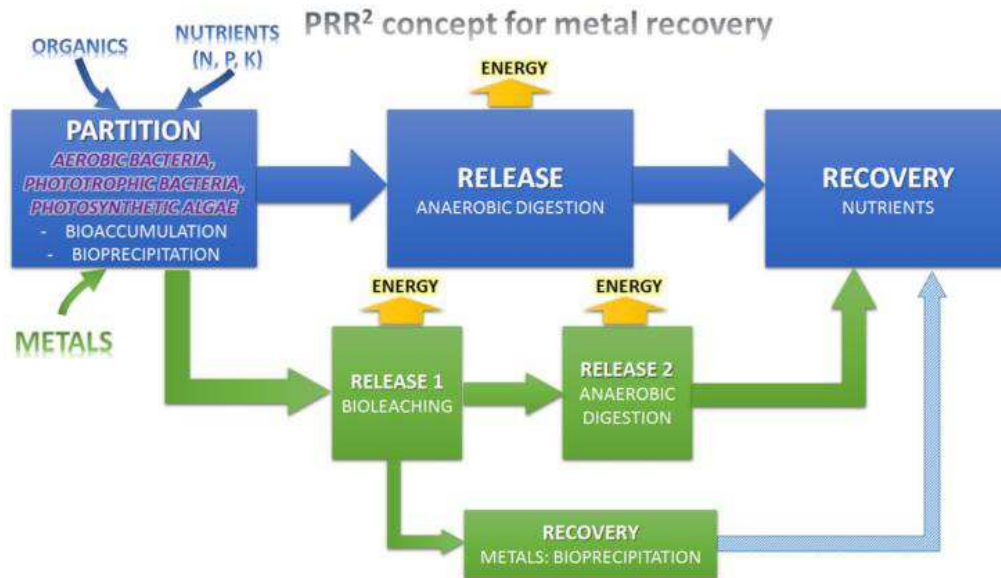 PRR² concept for metal recovery
ORGANICS
NUTRIENTS
(N, P, K)
ENERGY
PARTITION
AEROBIC BACTERIA,
PHOTOTROPHIC BACTERIA,
PHOTOSYNTHETIC ALGAE
- BIOACCUMULATION
- BIOPRECIPITATION
RELEASE
ANAEROBIC DIGESTION
RECOVERY
NUTRIENTS
METALS
ENERGY
ENERGY
RELEASE 1
BIOLEACHING
RELEASE 2
ANAEROBIC
DIGESTION
RECOVERY
METALS: BIOPRECIPITATION